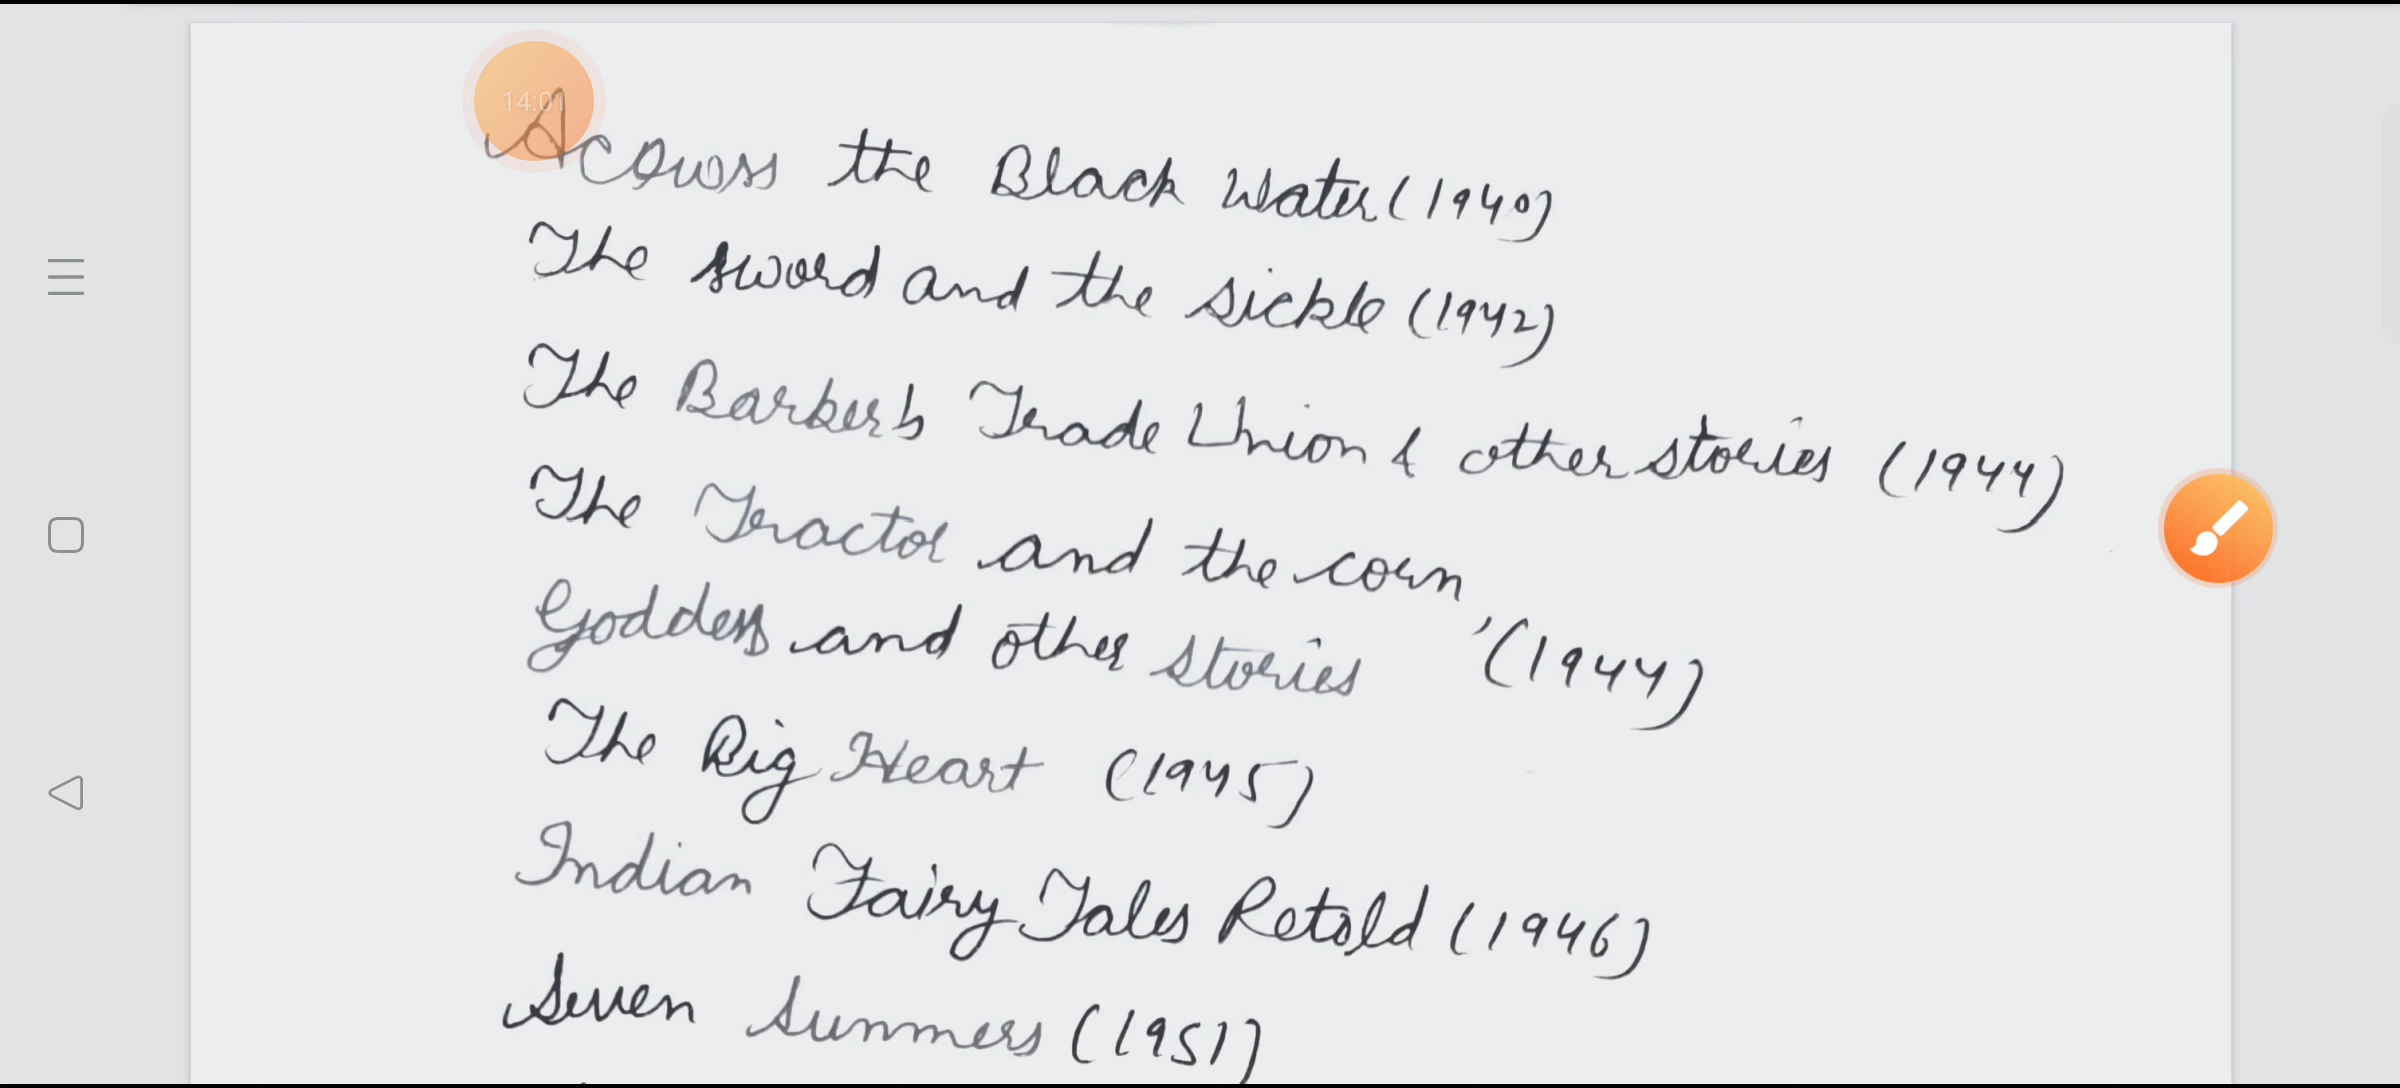 14:01
Across the Black Water (1940)
The sword and the sickle (1942)
The Barber's Trade Union & other stories (1944)
The Tractor and the corn
Goddess and other stories '(1944)
The Big Heart (1945)
Indian Fairy Tales Retold (1946)
Seven Summers (1951)